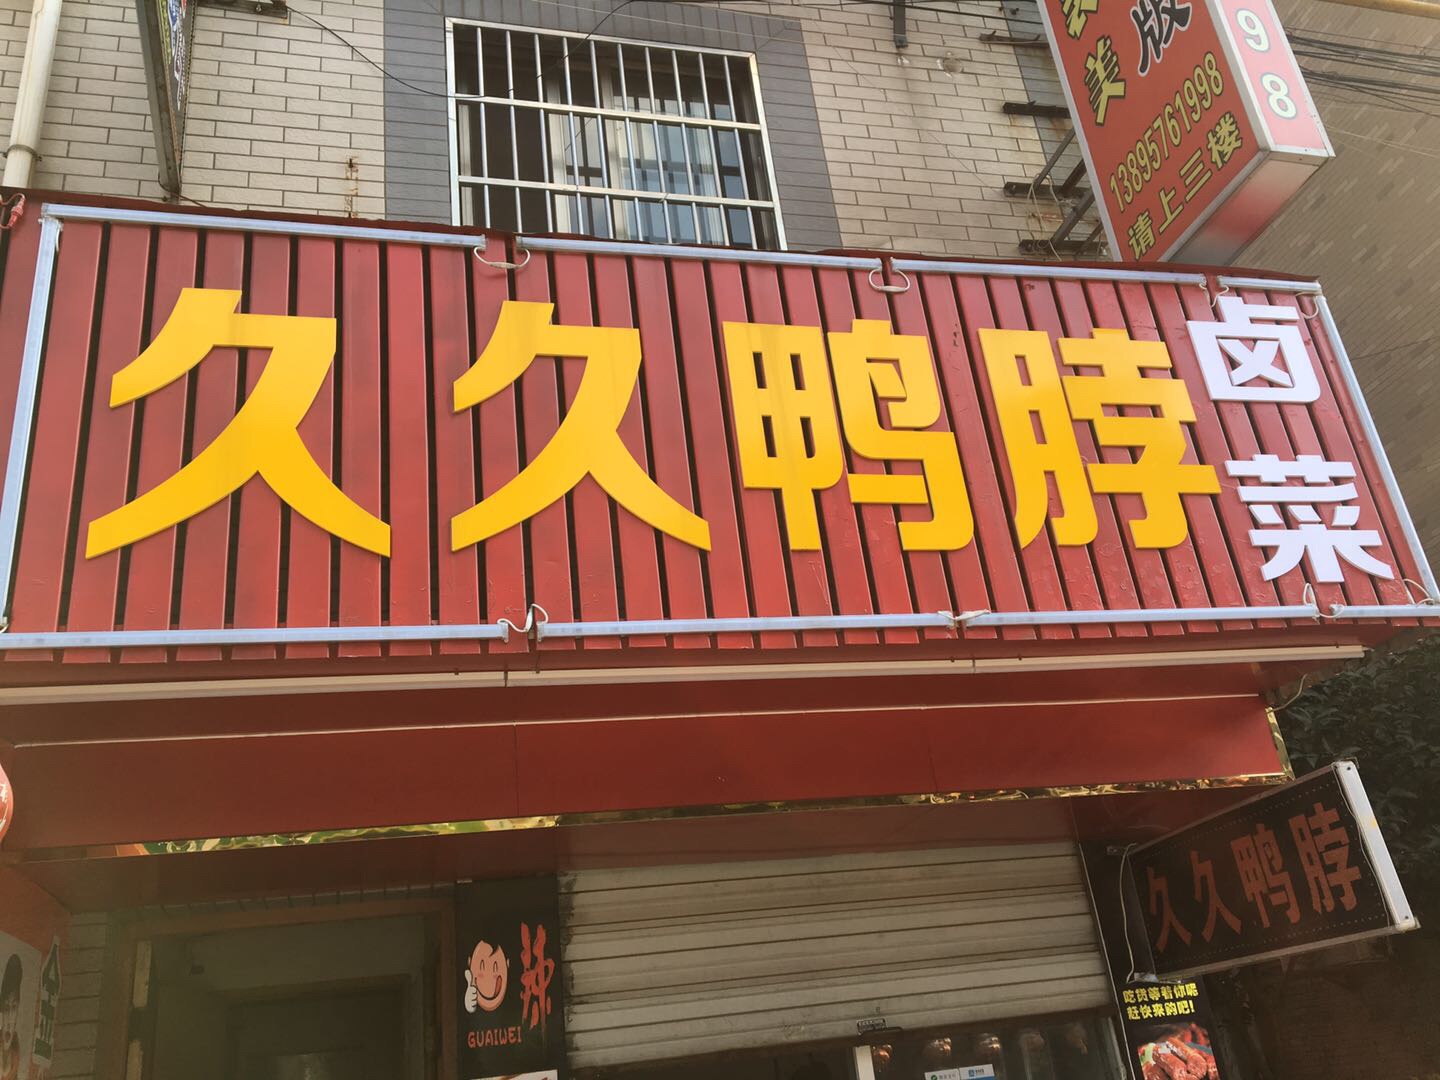 美版
98
13895761998
请上三楼
久久鸭脖
卤菜
久久鸭脖
辣
GUAIWEI
吃货等着你呢
赶快来购吧!